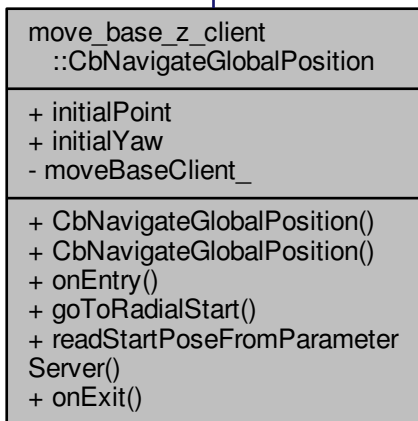 move_base_z_client
::CbNavigateGlobalPosition
+ initialPoint
+ initialYaw
- moveBaseClient_
+ CbNavigateGlobalPosition()
+ CbNavigateGlobalPosition()
+ onEntry()
+ goToRadialStart()
+ readStartPoseFromParameter
Server()
+ onExit()